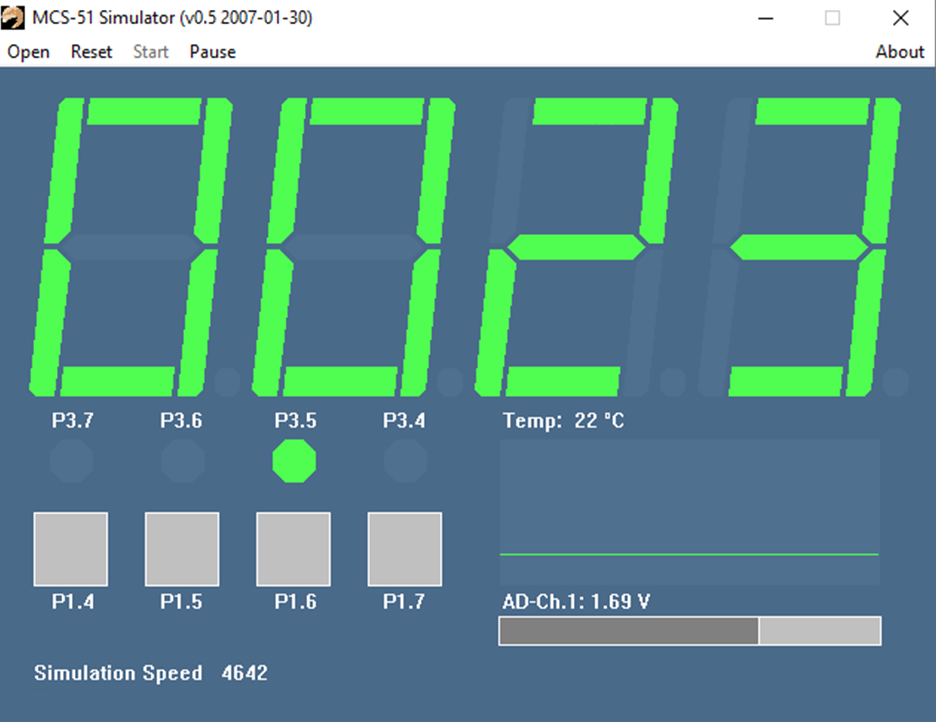 MCS-51 Simulator (v0.5 2007-01-30)
Open Reset Start Pause About
0023
P3.7 P3.6 P3.5 P3.4 Temp: 22 °C
P1.4 P1.5 P1.6 P1.7 AD-Ch.1: 1.69 V
Simulation Speed 4642